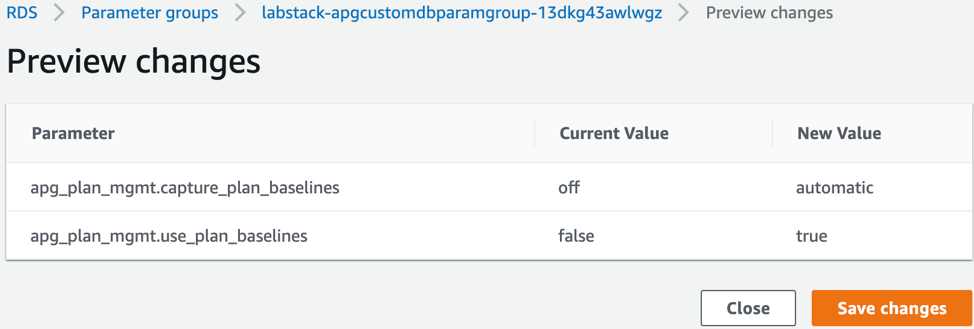 RDS > Parameter groups > labstack-apgcustomdbparamgroup-13dkg43awlwgz > Preview changes
Preview changes
Parameter Current Value New Value
apg_plan_mgmt.capture_plan_baselines off automatic
apg_plan_mgmt.use_plan_baselines false true
Close Save changes